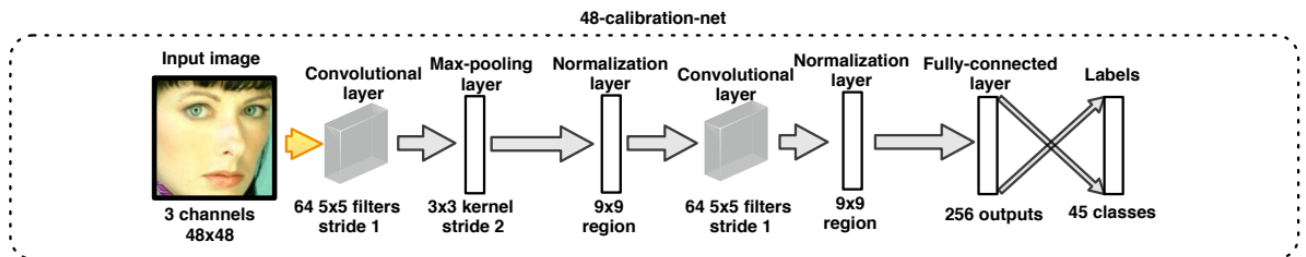 48-calibration-net
Input image
Convolutional
layer
Max-pooling
layer
Normalization
layer
Convolutional
layer
Normalization
layer
Fully-connected
layer
Labels
3 channels
48x48
64 5x5 filters
stride 1
3x3 kernel
stride 2
9x9
region
64 5x5 filters
stride 1
9x9
region
256 outputs
45 classes